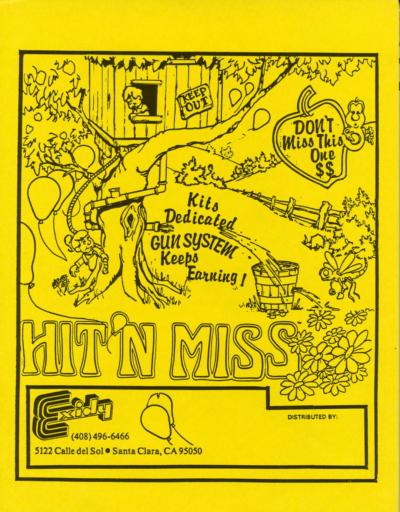 KEEP
OUT
DON'T
Miss This
One
$$
Kits
Dedicated
GUN SYSTEM
Keeps
Earning!
HIT'N MISS
Exidy
(408) 496-6466
5122 Calle del Sol • Santa Clara, CA 95050
DISTRIBUTED BY: